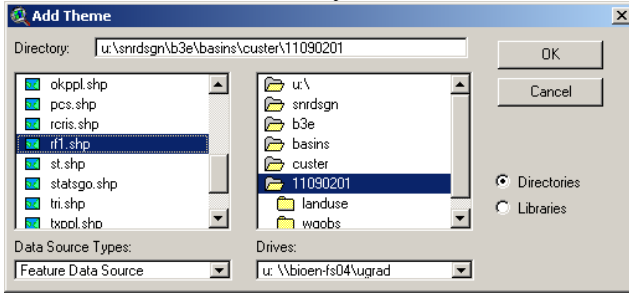 Add Theme
Directory: u:\snrdsgn\b3e\basins\custer\11090201
OK
Cancel
okppl.shp
pcs.shp
rcris.shp
rf1.shp
st.shp
statsgo.shp
tri.shp
txppl.shp
u:\
snrdsgn
b3e
basins
custer
11090201
landuse
wqobs
Directories
Libraries
Data Source Types:
Feature Data Source
Drives:
u: \\bioen-fs04\ugrad